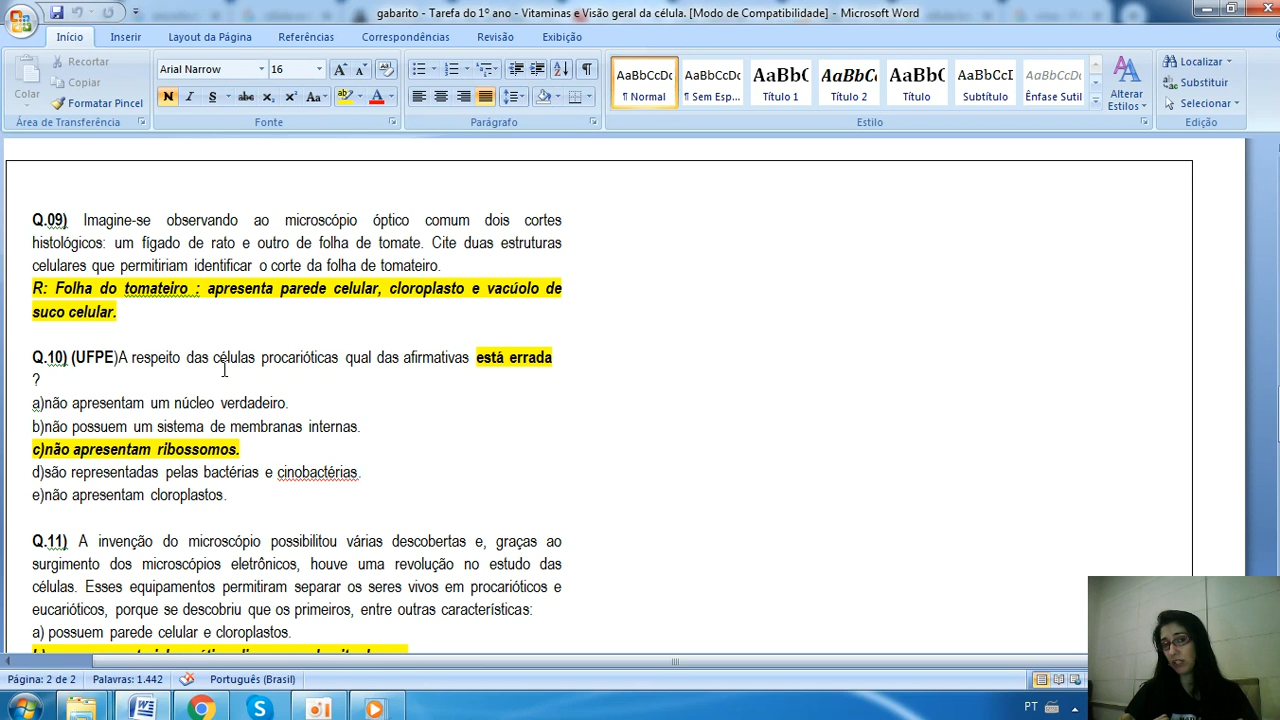 gabarito - Tarefa do 1º ano - Vitaminas e Visão geral da célula. [Modo de Compatibilidade] - Microsoft Word
Início Inserir Layout da Página Referências Correspondências Revisão Exibição
Colar
Recortar
Copiar
Formatar Pincel
Área de Transferência
Arial Narrow 16
N I S abc X₂ X² Aa
Fonte
Parágrafo
AaBbCcDc AaBbCcDc AaBbC AaBbCc AaBbC AaBbCcI AaBbCcDc
¶ Normal ¶ Sem Esp... Título 1 Título 2 Título Subtítulo Ênfase Sutil
Alterar Estilos
Estilo
Localizar
Substituir
Selecionar
Edição
Q.09) Imagine-se observando ao microscópio óptico comum dois cortes
histológicos: um fígado de rato e outro de folha de tomate. Cite duas estruturas
celulares que permitiriam identificar o corte da folha de tomateiro.
R: Folha do tomateiro : apresenta parede celular, cloroplasto e vacúolo de
suco celular.
Q.10) (UFPE)A respeito das células procarióticas qual das afirmativas está errada
?
a)não apresentam um núcleo verdadeiro.
b)não possuem um sistema de membranas internas.
c)não apresentam ribossomos.
d)são representadas pelas bactérias e cinobactérias.
e)não apresentam cloroplastos.
Q.11) A invenção do microscópio possibilitou várias descobertas e, graças ao
surgimento dos microscópios eletrônicos, houve uma revolução no estudo das
células. Esses equipamentos permitiram separar os seres vivos em procarióticos e
eucarióticos, porque se descobriu que os primeiros, entre outras características:
a) possuem parede celular e cloroplastos.
Página: 2 de 2 Palavras: 1.442 Português (Brasil)
PT